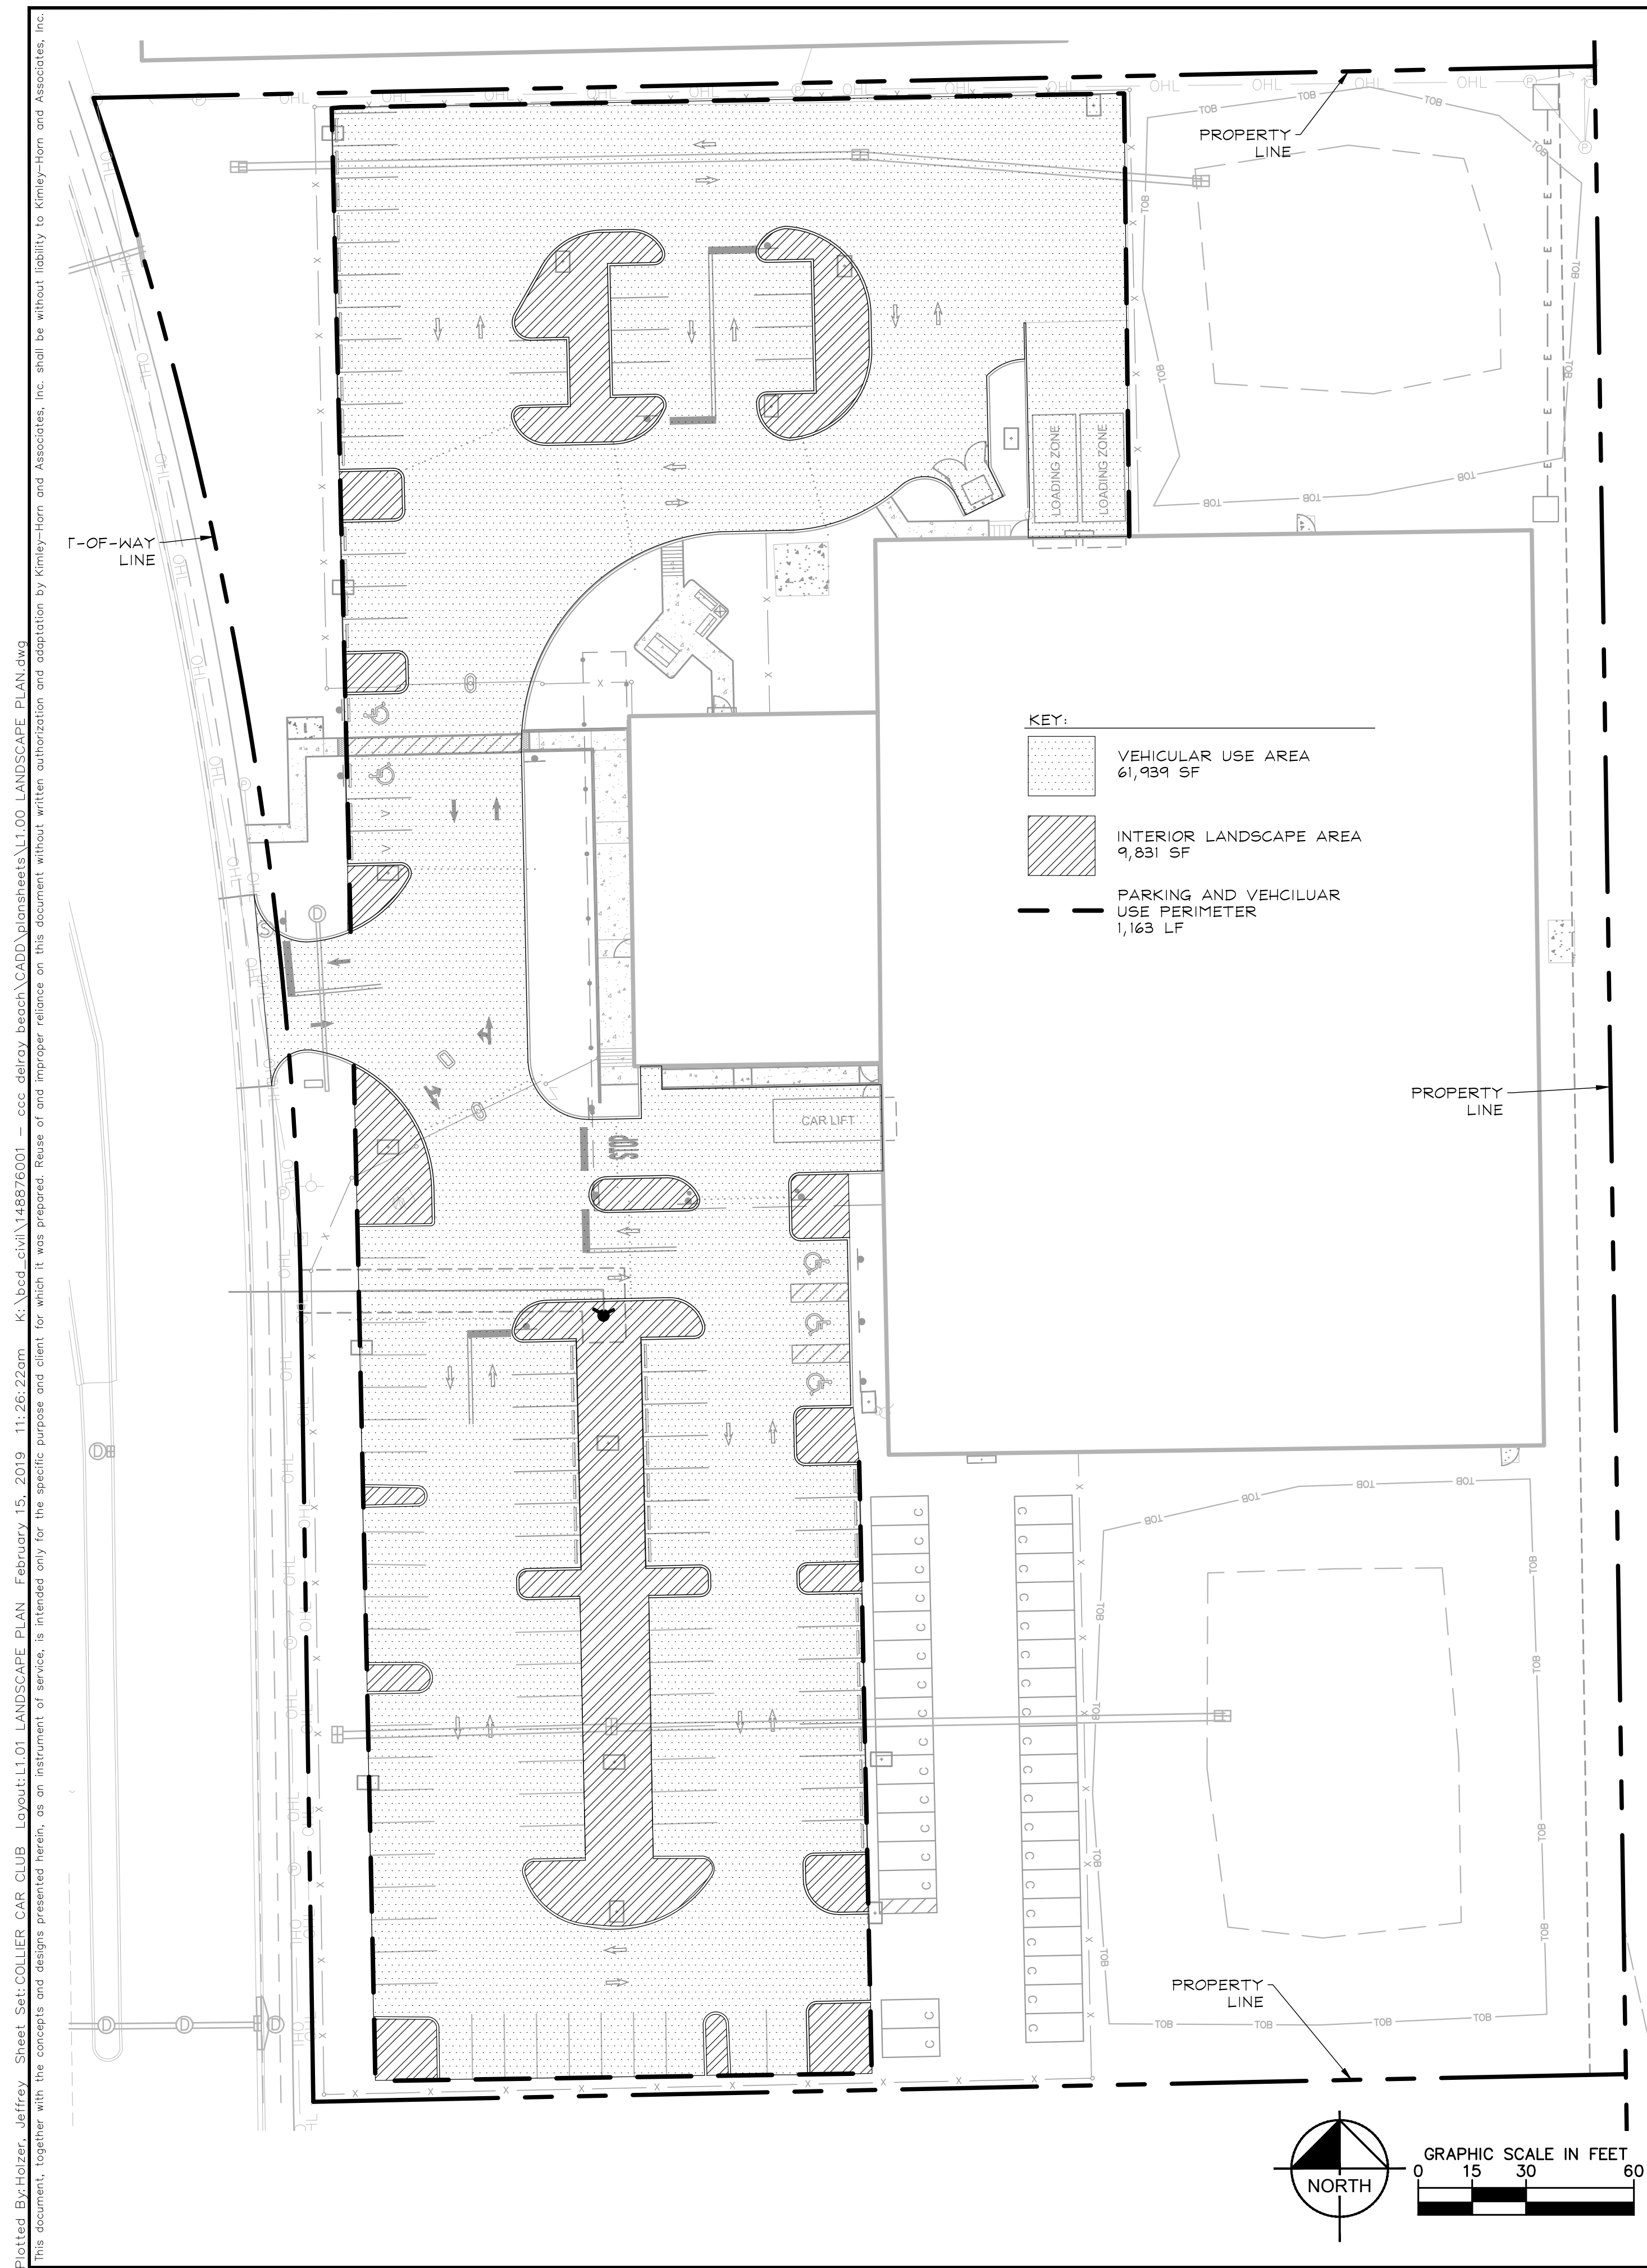 Plotted By: Holzer, Jeffrey   Sheet Set: COLLIER CAR CLUB   Layout: L1.01 LANDSCAPE PLAN   February 15, 2019   11:26:22am   K:\bcd_civil\148876001 - ccc delray beach\CADD\plansheets\L1.00 LANDSCAPE PLAN.dwg
This document, together with the concepts and designs presented herein, as an instrument of service, is intended only for the specific purpose and client for which it was prepared. Reuse of and improper reliance on this document without written authorization and adaptation by Kimley-Horn and Associates, Inc. shall be without liability to Kimley-Horn and Associates, Inc.
PROPERTY
LINE
T-OF-WAY
LINE
LOADING ZONE
LOADING ZONE
KEY:
VEHICULAR USE AREA
61,939 SF
INTERIOR LANDSCAPE AREA
9,831 SF
PARKING AND VEHCILUAR
USE PERIMETER
1,163 LF
PROPERTY
LINE
CAR LIFT
STOP
PROPERTY
LINE
NORTH
GRAPHIC SCALE IN FEET
0 15 30 60